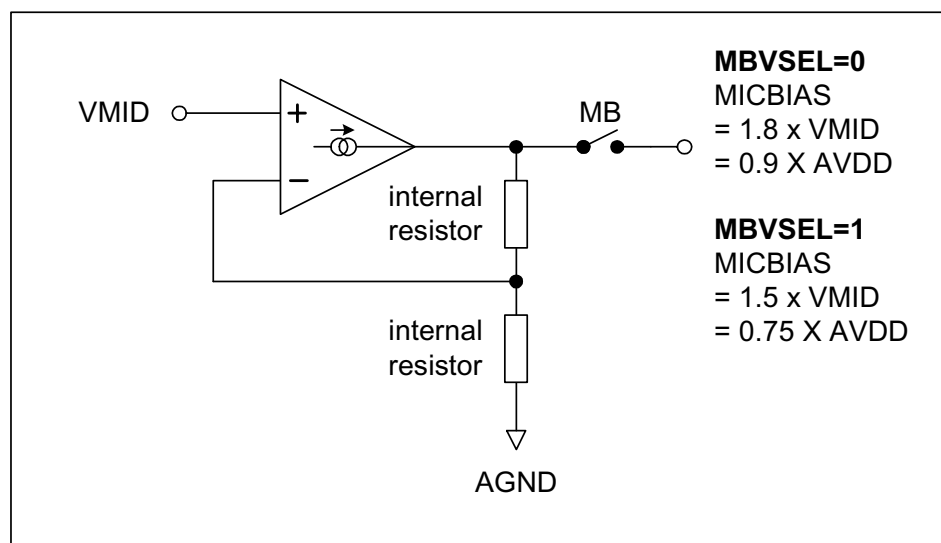 VMID
+
−
MB
internal
resistor
internal
resistor
AGND
MBVSEL=0
MICBIAS
= 1.8 x VMID
= 0.9 X AVDD
MBVSEL=1
MICBIAS
= 1.5 x VMID
= 0.75 X AVDD